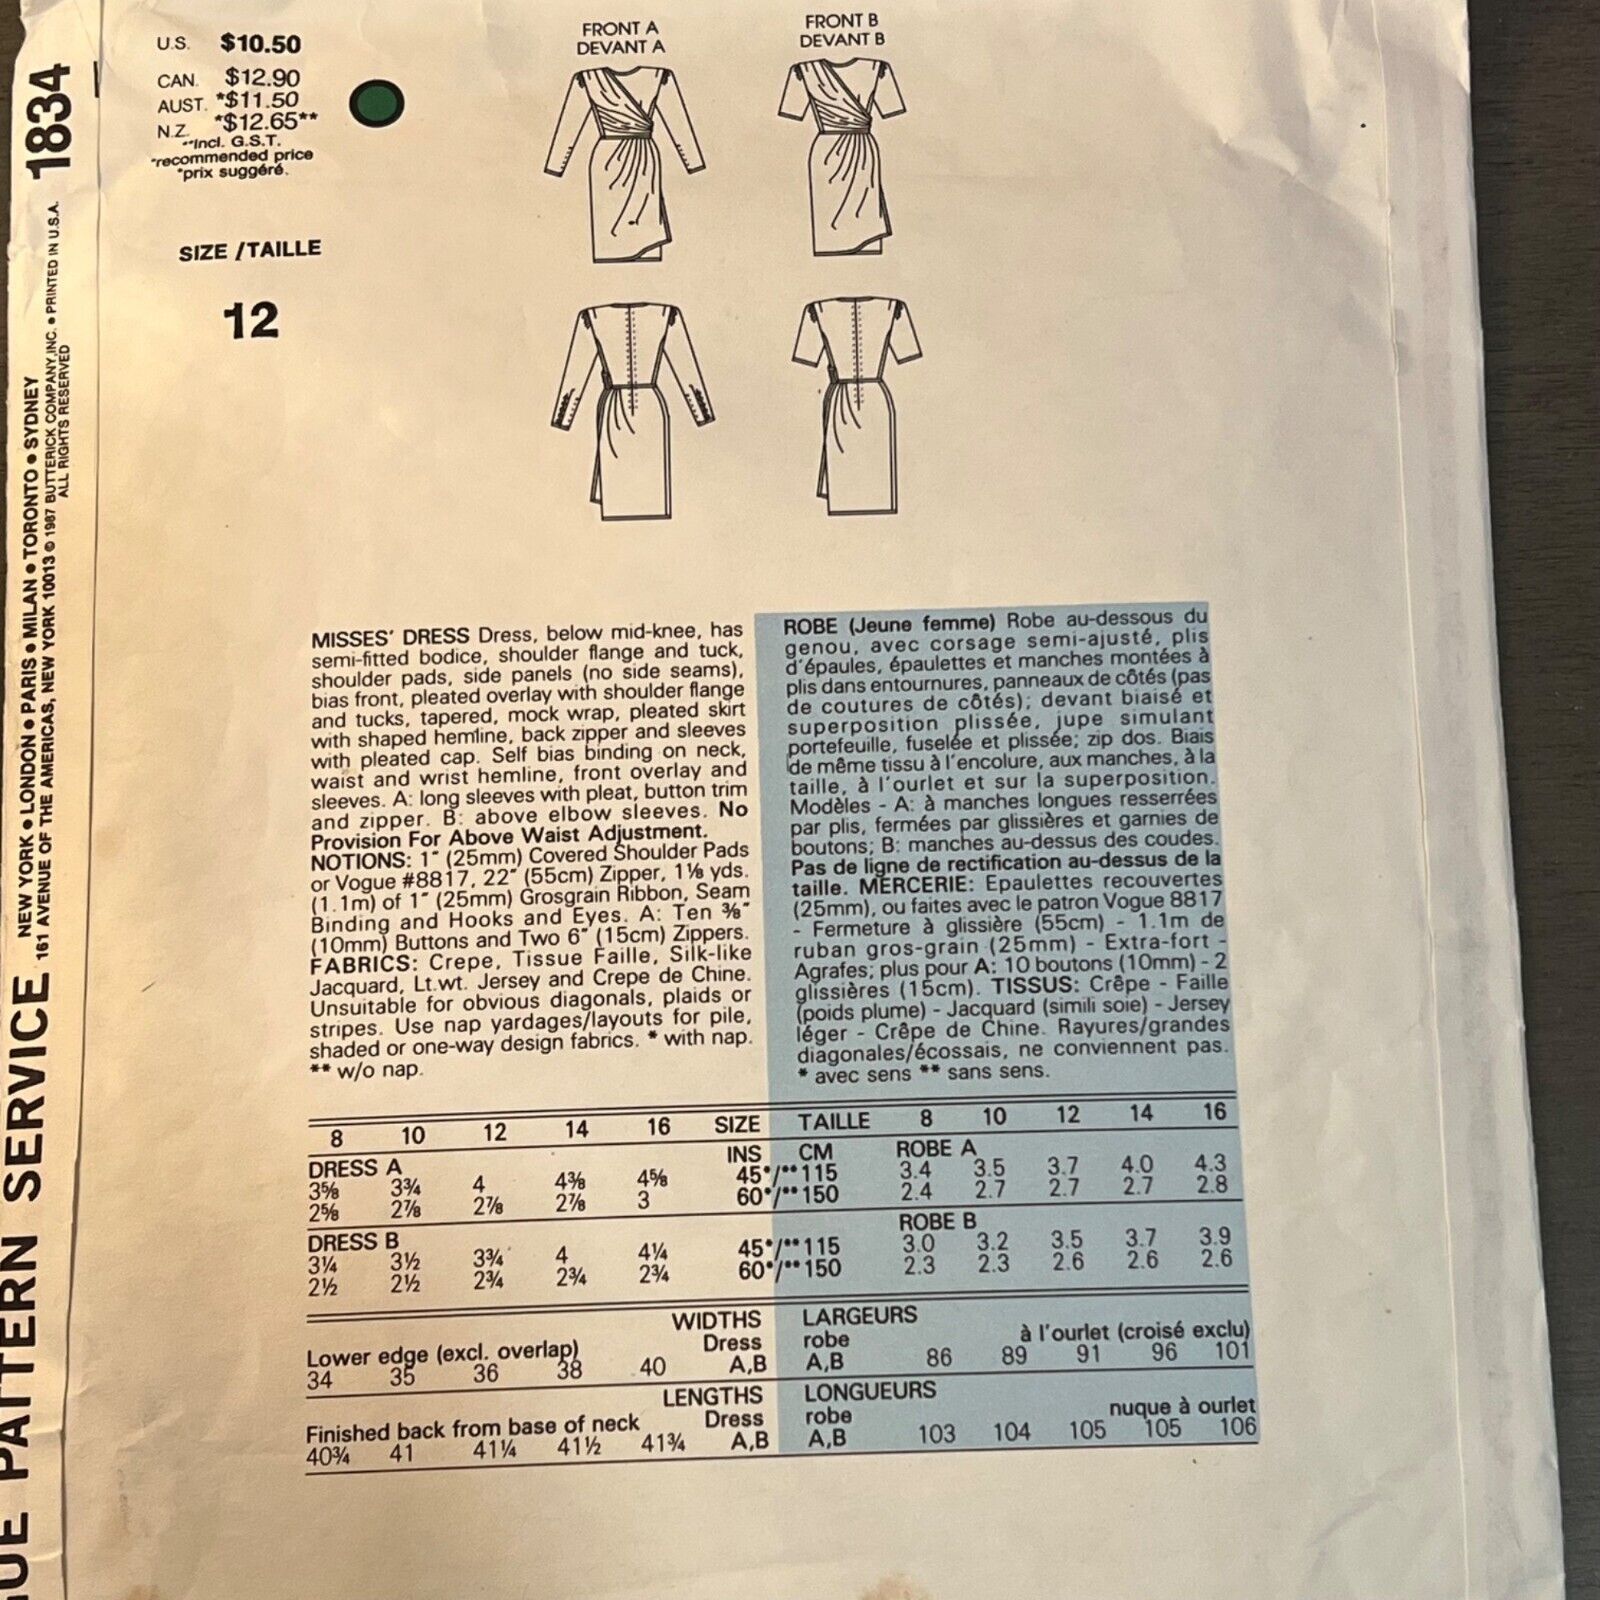 1834
NEW YORK ● LONDON ● PARIS ● MILAN ● TORONTO ● SYDNEY
161 AVENUE OF THE AMERICAS, NEW YORK 10013 © 1987 BUTTERICK COMPANY, INC. ● PRINTED IN U.S.A.
ALL RIGHTS RESERVED
PATTERN SERVICE
U.S. $10.50
CAN. $12.90
AUST. *$11.50
N.Z. *$12.65**
**Incl. G.S.T.
*recommended price
*prix suggéré.
SIZE /TAILLE
12
FRONT A
DEVANT A
FRONT B
DEVANT B
MISSES' DRESS Dress, below mid-knee, has
semi-fitted bodice, shoulder flange and tuck,
shoulder pads, side panels (no side seams),
bias front, pleated overlay with shoulder flange
and tucks, tapered, mock wrap, pleated skirt
with shaped hemline, back zipper and sleeves
with pleated cap. Self bias binding on neck,
waist and wrist hemline, front overlay and
sleeves. A: long sleeves with pleat, button trim
and zipper. B: above elbow sleeves. No
Provision For Above Waist Adjustment.
NOTIONS: 1" (25mm) Covered Shoulder Pads
or Vogue #8817, 22" (55cm) Zipper, 1⅛ yds.
(1.1m) of 1" (25mm) Grosgrain Ribbon, Seam
Binding and Hooks and Eyes. A: Ten ⅜"
(10mm) Buttons and Two 6" (15cm) Zippers.
FABRICS: Crepe, Tissue Faille, Silk-like
Jacquard, Lt.wt. Jersey and Crepe de Chine.
Unsuitable for obvious diagonals, plaids or
stripes. Use nap yardages/layouts for pile,
shaded or one-way design fabrics. * with nap.
** w/o nap.
ROBE (Jeune femme) Robe au-dessous du
genou, avec corsage semi-ajusté, plis
d'épaules, épaulettes et manches montées à
plis dans entournures, panneaux de côtés (pas
de coutures de côtés); devant biaisé et
superposition plissée, jupe simulant
portefeuille, fuselée et plissée; zip dos. Biais
de même tissu à l'encolure, aux manches, à la
taille, à l'ourlet et sur la superposition.
Modèles - A: à manches longues resserrées
par plis, fermées par glissières et garnies de
boutons; B: manches au-dessus des coudes.
Pas de ligne de rectification au-dessus de la
taille. MERCERIE: Epaulettes recouvertes
(25mm), ou faites avec le patron Vogue 8817
- Fermeture à glissière (55cm) - 1.1m de
ruban gros-grain (25mm) - Extra-fort -
Agrafes; plus pour A: 10 boutons (10mm) - 2
glissières (15cm). TISSUS: Crêpe - Faille
(poids plume) - Jacquard (simili soie) - Jersey
léger - Crêpe de Chine. Rayures/grandes
diagonales/écossais, ne conviennent pas.
* avec sens ** sans sens.
8 10 12 14 16 SIZE TAILLE 8 10 12 14 16
DRESS A INS CM ROBE A
3⅝ 3¾ 4 4⅜ 4⅝ 45*/**115 3.4 3.5 3.7 4.0 4.3
2⅝ 2⅞ 2⅞ 2⅞ 3 60*/**150 2.4 2.7 2.7 2.7 2.8
DRESS B ROBE B
3¼ 3½ 3¾ 4 4¼ 45*/**115 3.0 3.2 3.5 3.7 3.9
2½ 2½ 2¾ 2¾ 2¾ 60*/**150 2.3 2.3 2.6 2.6 2.6
WIDTHS LARGEURS
Lower edge (excl. overlap) Dress robe à l'ourlet (croisé exclu)
34 35 36 38 40 A,B A,B 86 89 91 96 101
LENGTHS LONGUEURS
Finished back from base of neck Dress robe nuque à ourlet
40¾ 41 41¼ 41½ 41¾ A,B A,B 103 104 105 105 106